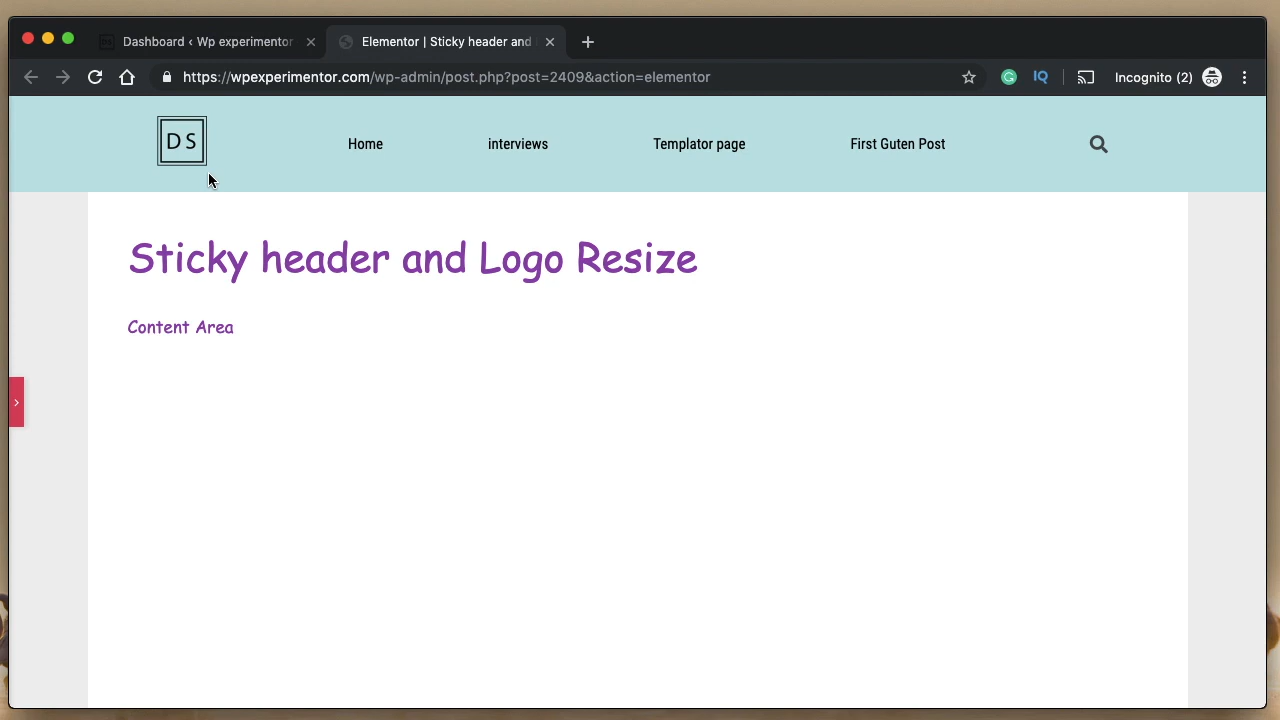 Dashboard ‹ Wp experimentor
Elementor | Sticky header and
https://wpexperimentor.com/wp-admin/post.php?post=2409&action=elementor
IQ
Incognito (2)
DS
Home
interviews
Templator page
First Guten Post
Sticky header and Logo Resize
Content Area